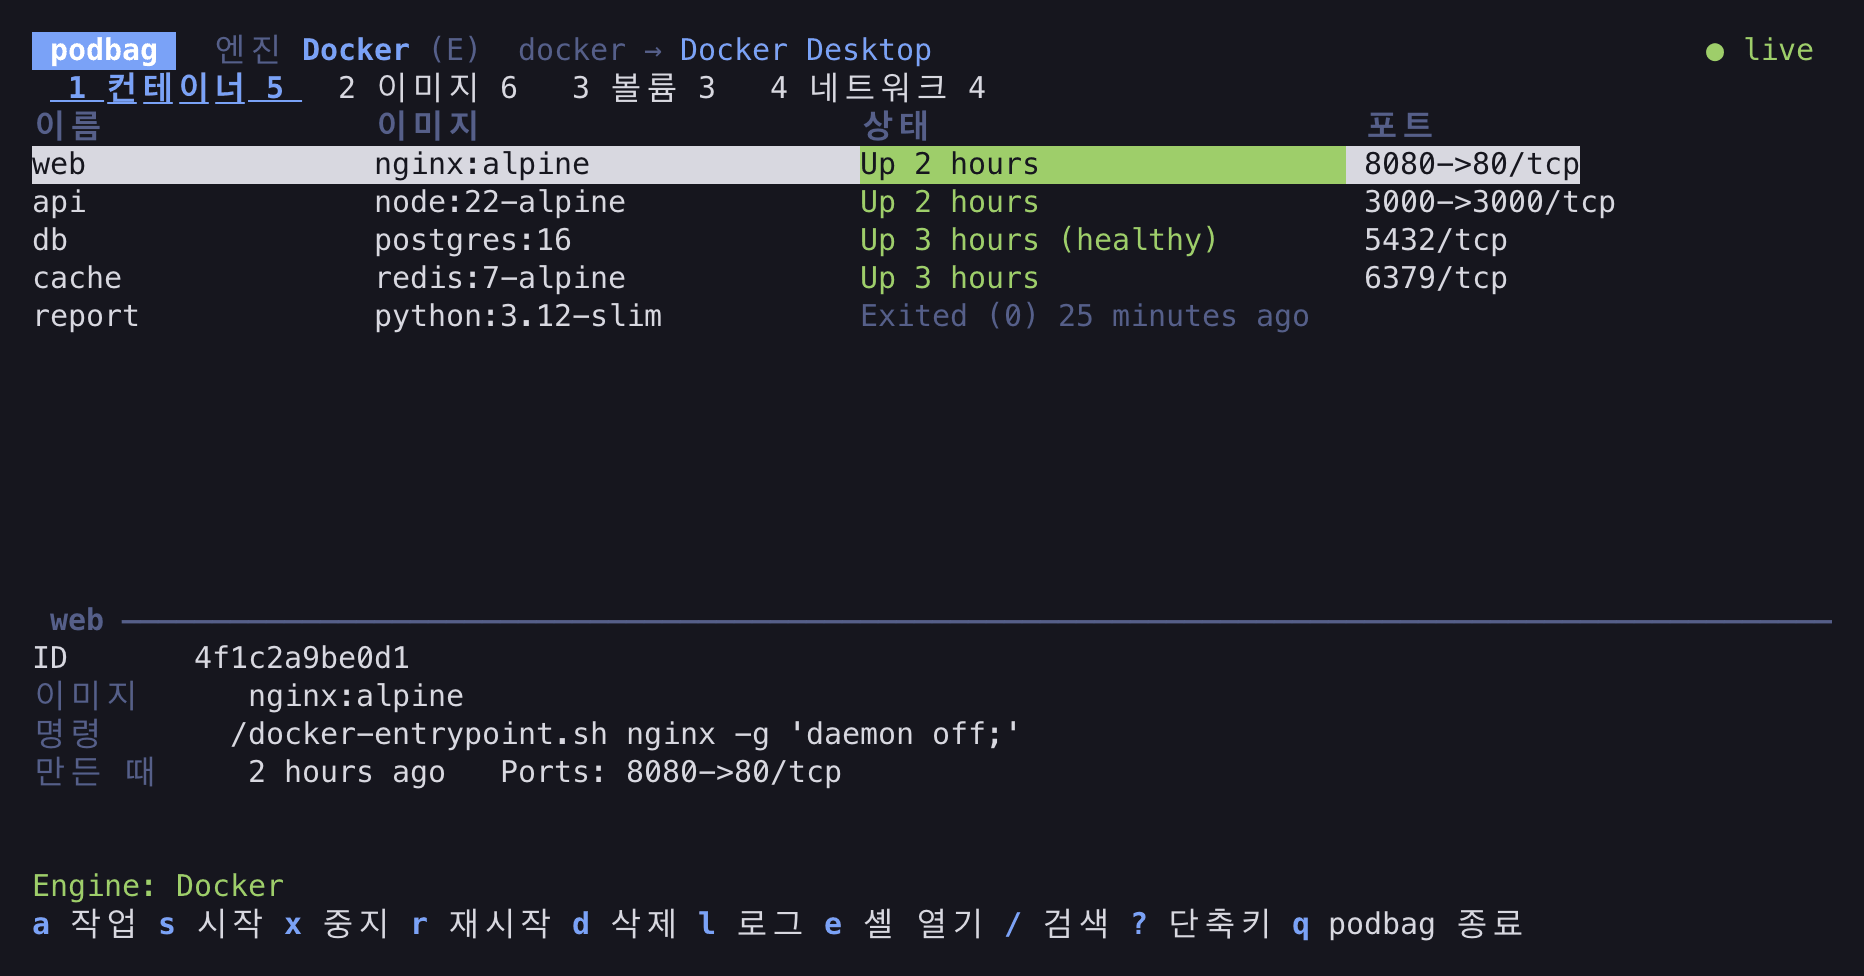 podbag 엔진 Docker (E) docker → Docker Desktop ● live
1 컨테이너 5 2 이미지 6 3 볼륨 3 4 네트워크 4
이름 이미지 상태 포트
web nginx:alpine Up 2 hours 8080->80/tcp
api node:22-alpine Up 2 hours 3000->3000/tcp
db postgres:16 Up 3 hours (healthy) 5432/tcp
cache redis:7-alpine Up 3 hours 6379/tcp
report python:3.12-slim Exited (0) 25 minutes ago
web
ID 4f1c2a9be0d1
이미지 nginx:alpine
명령 /docker-entrypoint.sh nginx -g 'daemon off;'
만든 때 2 hours ago Ports: 8080->80/tcp
Engine: Docker
a 작업 s 시작 x 중지 r 재시작 d 삭제 l 로그 e 셸 열기 / 검색 ? 단축키 q podbag 종료